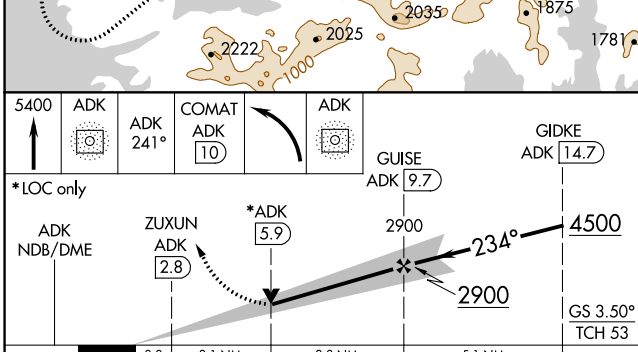 2035
1875
2025
2222
1781
1000
5400
ADK
ADK
241°
COMAT
ADK
10
ADK
*LOC only
GIDKE
ADK 14.7
GUISE
ADK 9.7
ADK
NDB/DME
ZUXUN
ADK
2.8
*ADK
5.9
2900
234°
4500
2900
GS 3.50°
TCH 53